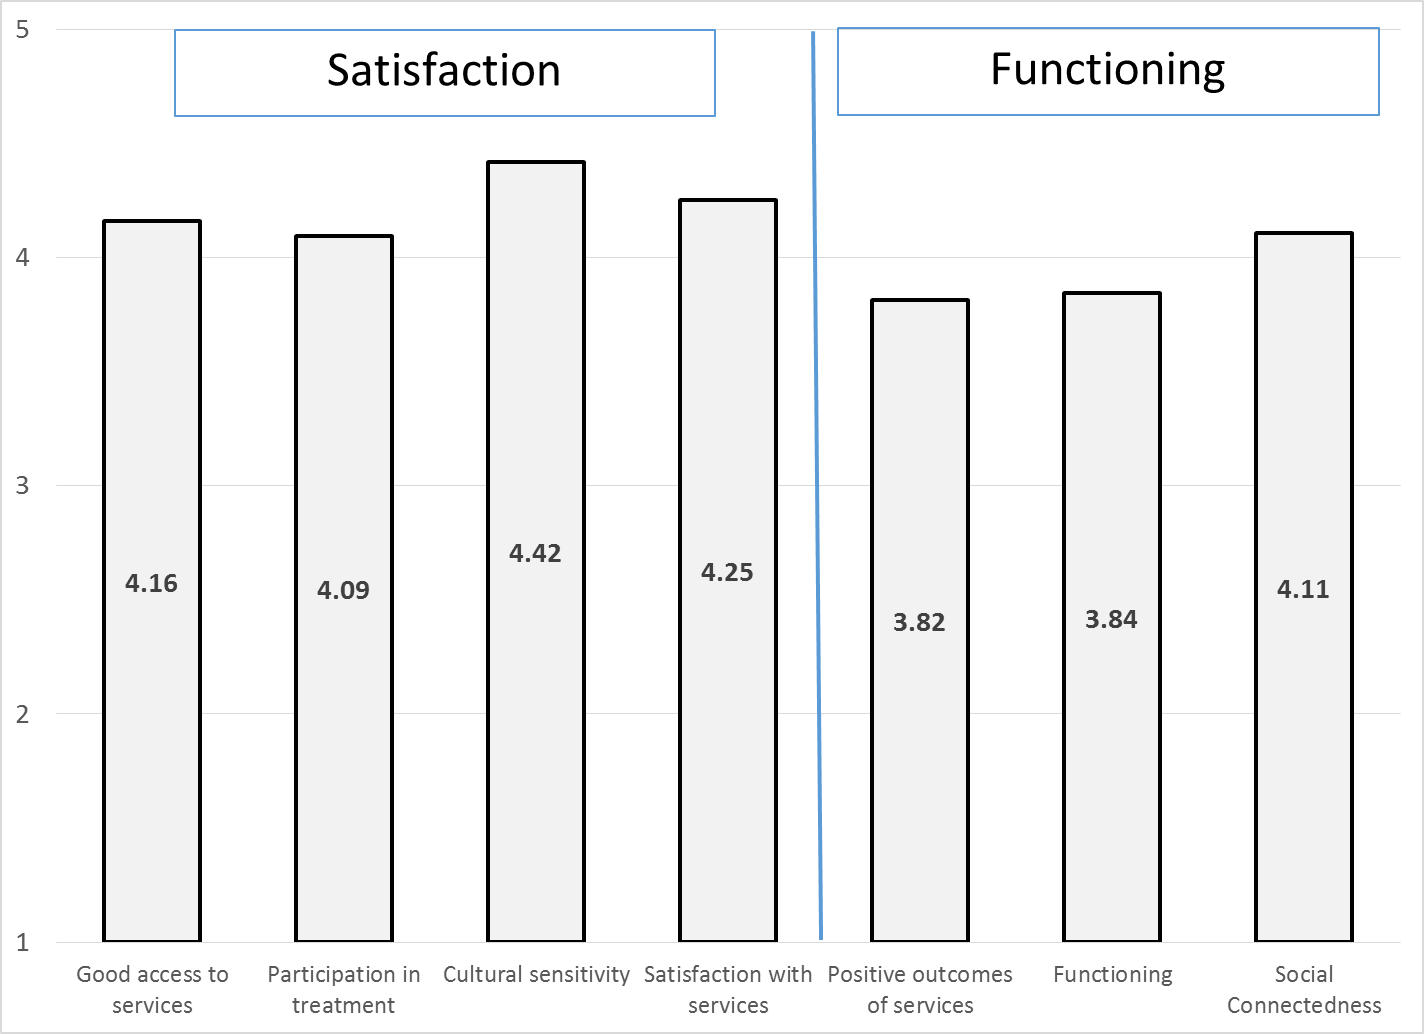 5
4
3
2
1
Satisfaction
Functioning
4.16
4.09
4.42
4.25
3.82
3.84
4.11
Good access to
services
Participation in
treatment
Cultural sensitivity
Satisfaction with
services
Positive outcomes
of services
Functioning
Social
Connectedness